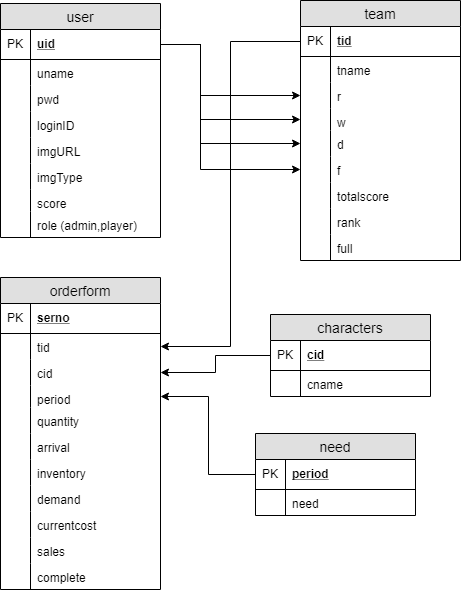 user
PK uid
uname
pwd
loginID
imgURL
imgType
score
role (admin,player)
team
PK tid
tname
r
w
d
f
totalscore
rank
full
orderform
PK serno
tid
cid
period
quantity
arrival
inventory
demand
currentcost
sales
complete
characters
PK cid
cname
need
PK period
need